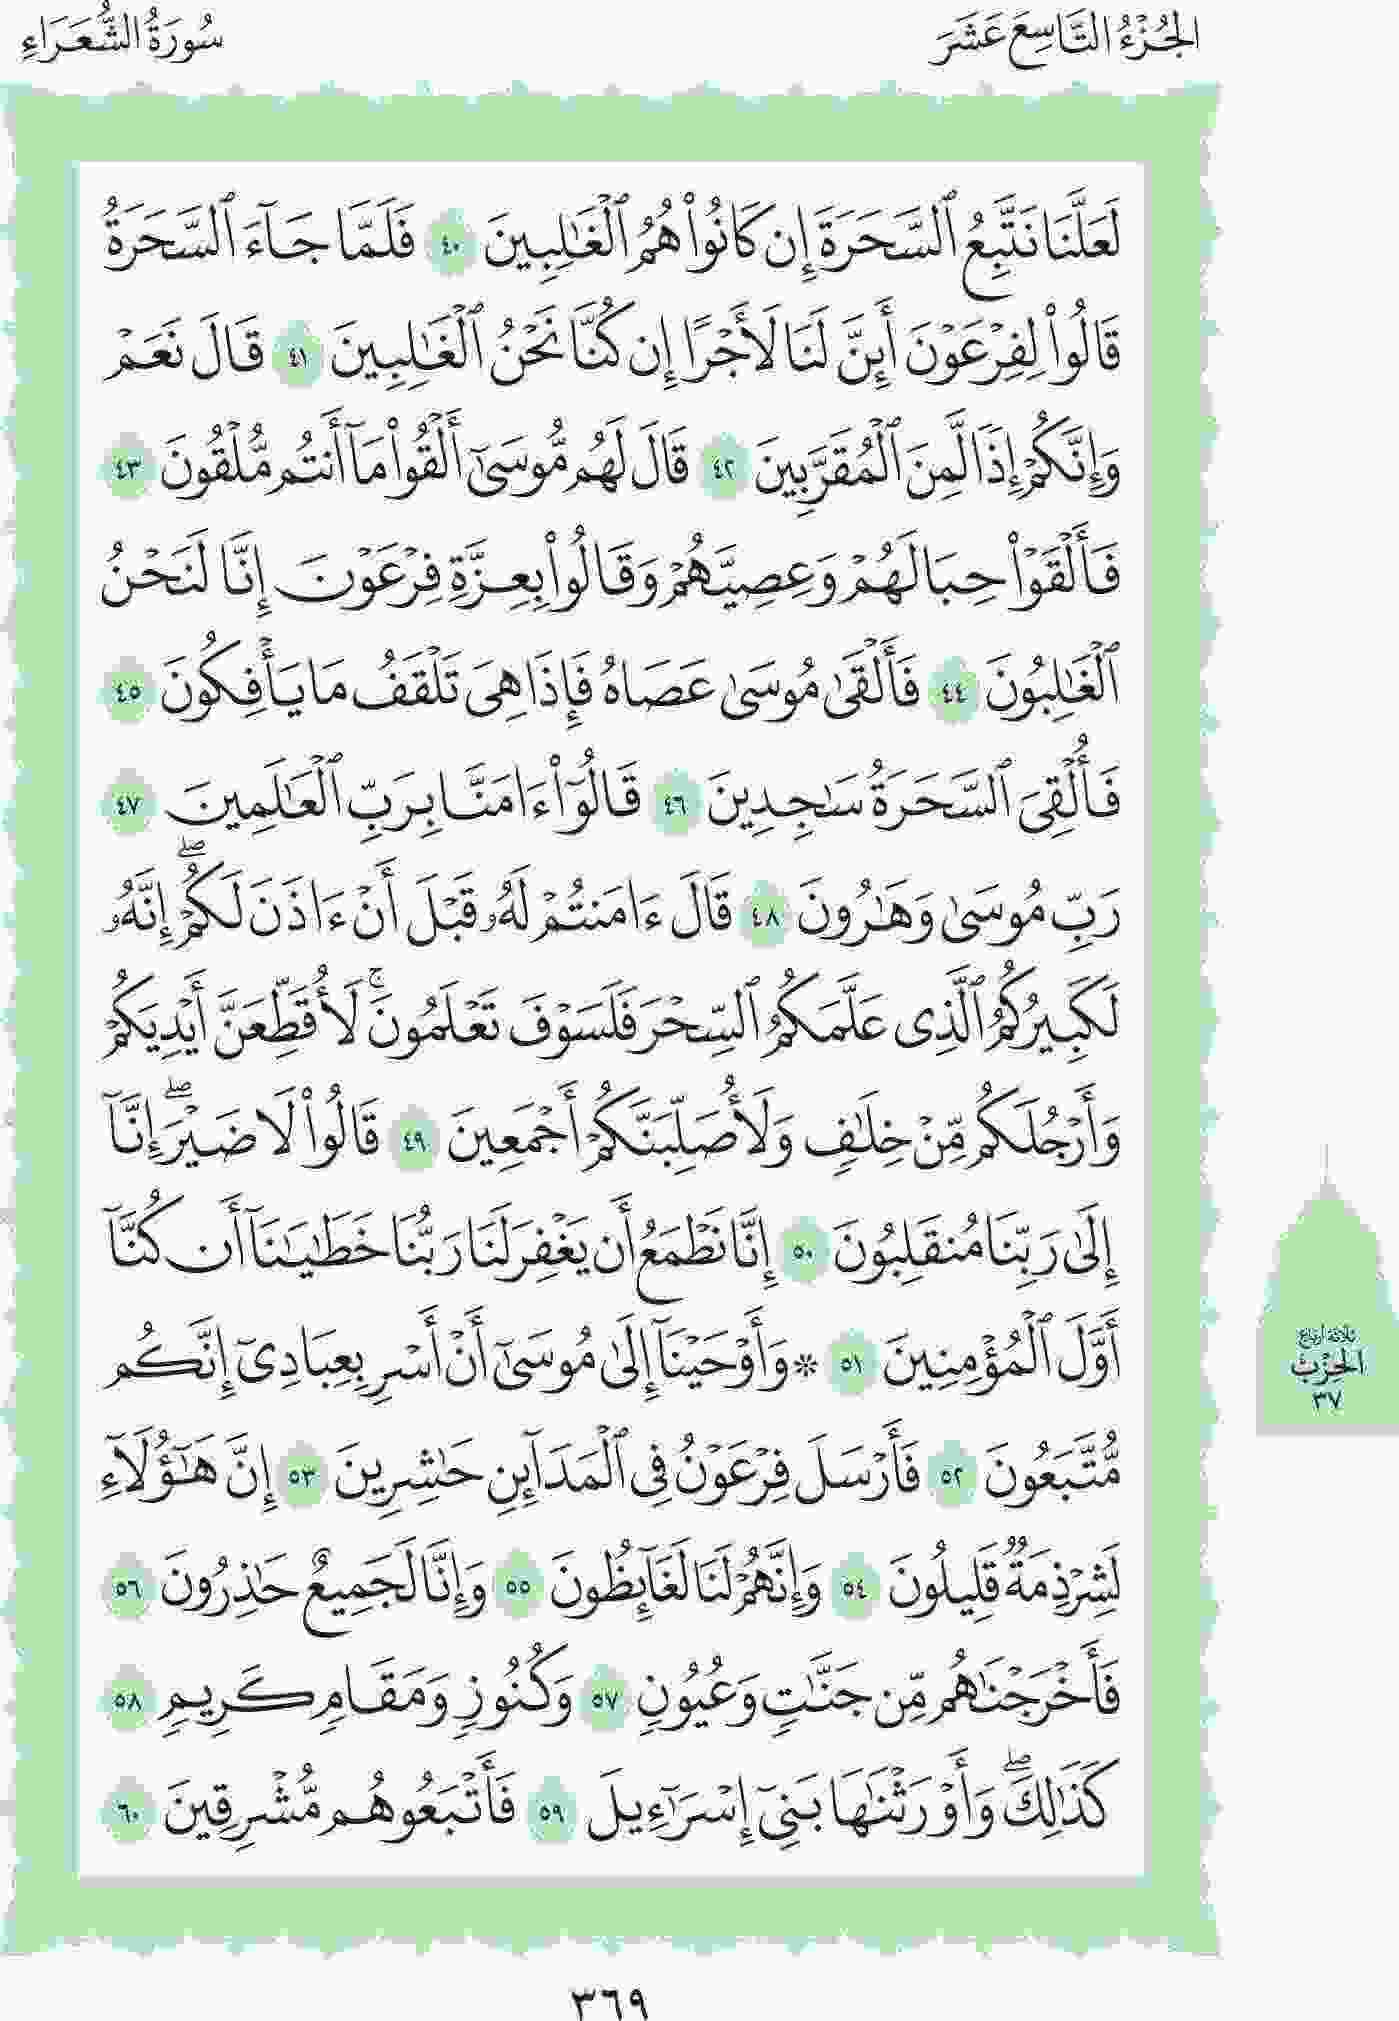 الجُزْءُ التَّاسِعَ عَشَرَ
سُورَةُ الشُّعَرَاءِ
لَعَلَّنَا نَتَّبِعُ ٱلسَّحَرَةَ إِن كَانُوا۟ هُمُ ٱلْغَٰلِبِينَ ٤٠ فَلَمَّا جَآءَ ٱلسَّحَرَةُ
قَالُوا۟ لِفِرْعَوْنَ أَئِنَّ لَنَا لَأَجْرًا إِن كُنَّا نَحْنُ ٱلْغَٰلِبِينَ ٤١ قَالَ نَعَمْ
وَإِنَّكُمْ إِذًا لَّمِنَ ٱلْمُقَرَّبِينَ ٤٢ قَالَ لَهُم مُّوسَىٰٓ أَلْقُوا۟ مَآ أَنتُم مُّلْقُونَ ٤٣
فَأَلْقَوْا۟ حِبَالَهُمْ وَعِصِيَّهُمْ وَقَالُوا۟ بِعِزَّةِ فِرْعَوْنَ إِنَّا لَنَحْنُ
ٱلْغَٰلِبُونَ ٤٤ فَأَلْقَىٰ مُوسَىٰ عَصَاهُ فَإِذَا هِىَ تَلْقَفُ مَا يَأْفِكُونَ ٤٥
فَأُلْقِىَ ٱلسَّحَرَةُ سَٰجِدِينَ ٤٦ قَالُوٓا۟ ءَامَنَّا بِرَبِّ ٱلْعَٰلَمِينَ ٤٧
رَبِّ مُوسَىٰ وَهَٰرُونَ ٤٨ قَالَ ءَامَنتُمْ لَهُۥ قَبْلَ أَنْ ءَاذَنَ لَكُمْ ۖ إِنَّهُۥ
لَكَبِيرُكُمُ ٱلَّذِى عَلَّمَكُمُ ٱلسِّحْرَ فَلَسَوْفَ تَعْلَمُونَ ۚ لَأُقَطِّعَنَّ أَيْدِيَكُمْ
وَأَرْجُلَكُم مِّنْ خِلَٰفٍ وَلَأُصَلِّبَنَّكُمْ أَجْمَعِينَ ٤٩ قَالُوا۟ لَا ضَيْرَ ۖ إِنَّآ
إِلَىٰ رَبِّنَا مُنقَلِبُونَ ٥٠ إِنَّا نَطْمَعُ أَن يَغْفِرَ لَنَا رَبُّنَا خَطَٰيَٰنَآ أَن كُنَّآ
أَوَّلَ ٱلْمُؤْمِنِينَ ٥١ ۞ وَأَوْحَيْنَآ إِلَىٰ مُوسَىٰٓ أَنْ أَسْرِ بِعِبَادِىٓ إِنَّكُم
مُّتَّبَعُونَ ٥٢ فَأَرْسَلَ فِرْعَوْنُ فِى ٱلْمَدَآئِنِ حَٰشِرِينَ ٥٣ إِنَّ هَٰٓؤُلَآءِ
لَشِرْذِمَةٌ قَلِيلُونَ ٥٤ وَإِنَّهُمْ لَنَا لَغَآئِظُونَ ٥٥ وَإِنَّا لَجَمِيعٌ حَٰذِرُونَ ٥٦
فَأَخْرَجْنَٰهُم مِّن جَنَّٰتٍ وَعُيُونٍ ٥٧ وَكُنُوزٍ وَمَقَامٍ كَرِيمٍ ٥٨
كَذَٰلِكَ ۖ وَأَوْرَثْنَٰهَا بَنِىٓ إِسْرَٰٓءِيلَ ٥٩ فَأَتْبَعُوهُم مُّشْرِقِينَ ٦٠
ثلاثة أرباع
الحِزْب
٣٧
٣٦٩